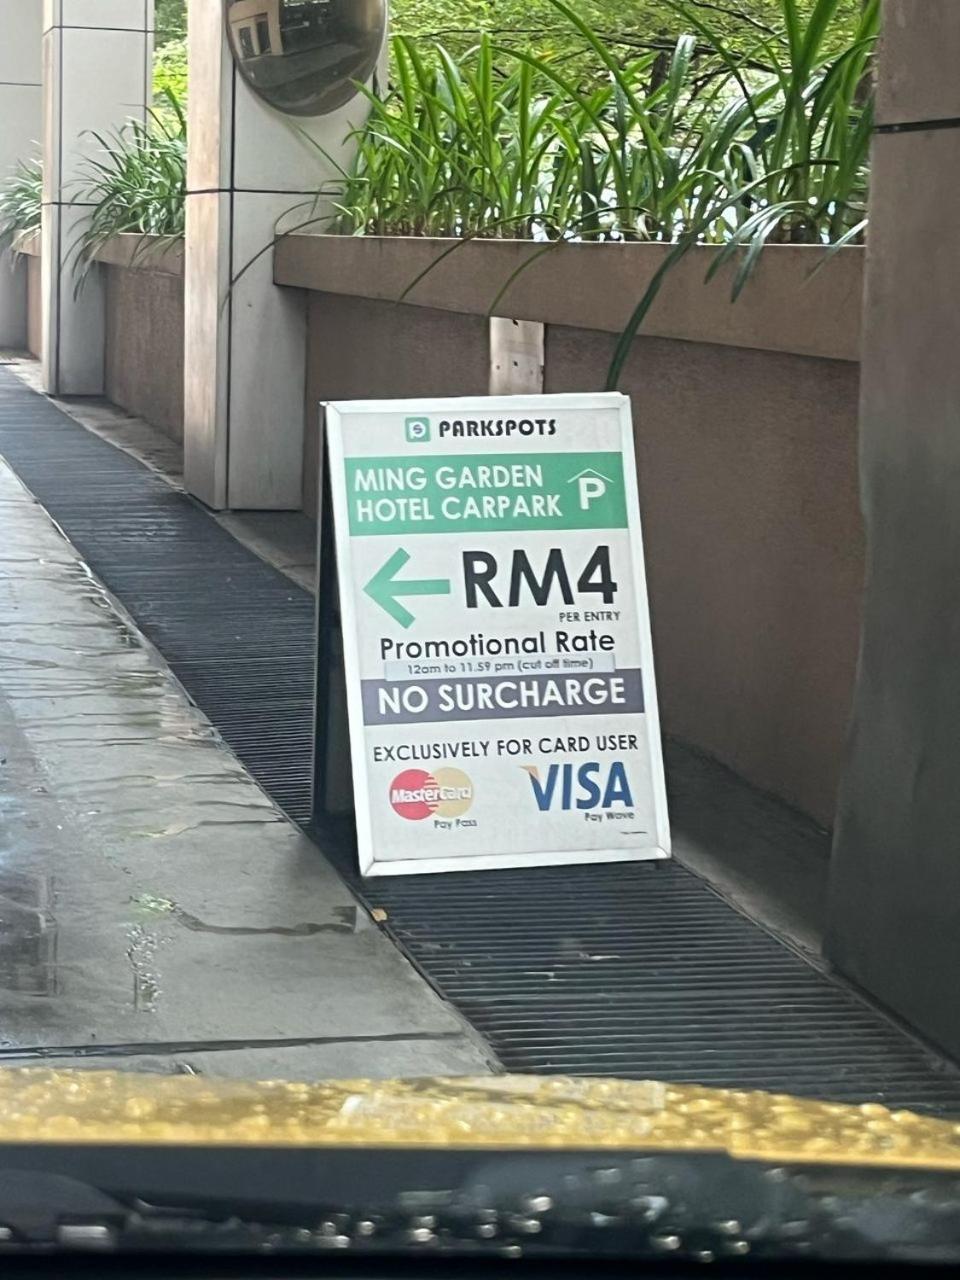 PARKSPOTS
MING GARDEN
HOTEL CARPARK P
RM4
PER ENTRY
Promotional Rate
12am to 11.59 pm (cut off time)
NO SURCHARGE
EXCLUSIVELY FOR CARD USER
MasterCard VISA
Pay Pass Pay Wave